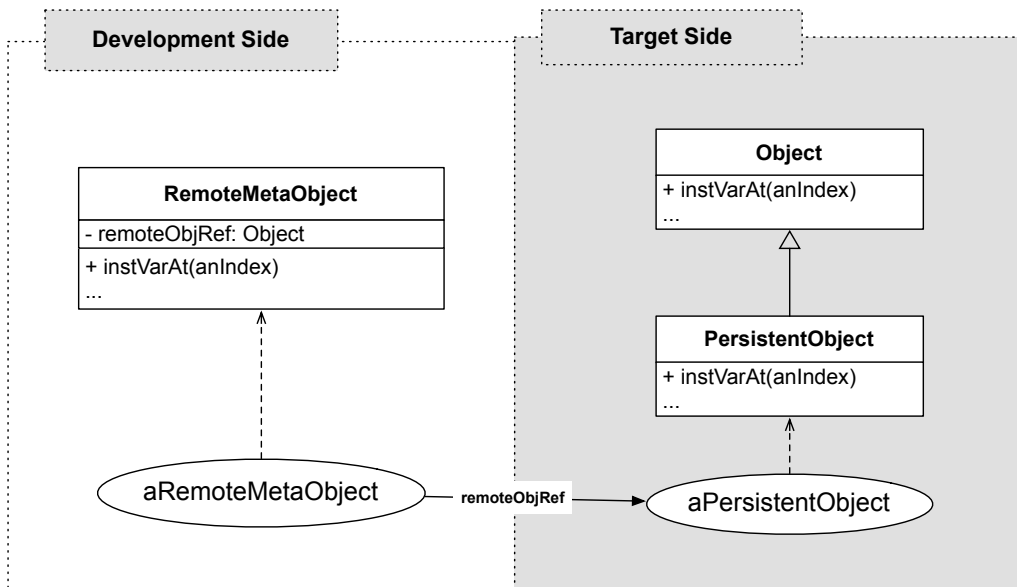 Development Side
Target Side
RemoteMetaObject
- remoteObjRef: Object
+ instVarAt(anIndex)
...
Object
+ instVarAt(anIndex)
...
PersistentObject
+ instVarAt(anIndex)
...
aRemoteMetaObject
remoteObjRef
aPersistentObject